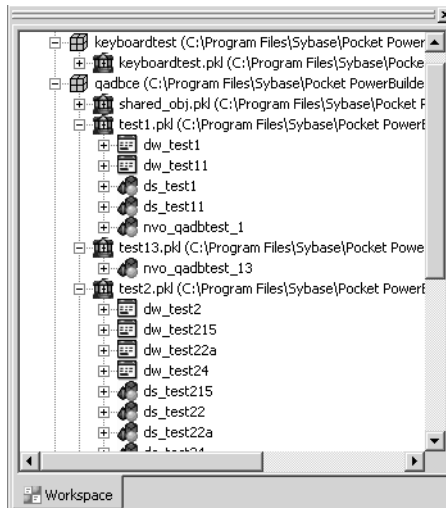 keyboardtest (C:\Program Files\Sybase\Pocket Power
keyboardtest.pkl (C:\Program Files\Sybase\Pocke
qadbce (C:\Program Files\Sybase\Pocket PowerBuilde
shared_obj.pkl (C:\Program Files\Sybase\Pocket P
test1.pkl (C:\Program Files\Sybase\Pocket PowerB
dw_test1
dw_test11
ds_test1
ds_test11
nvo_qadbtest_1
test13.pkl (C:\Program Files\Sybase\Pocket Powe
nvo_qadbtest_13
test2.pkl (C:\Program Files\Sybase\Pocket PowerB
dw_test2
dw_test215
dw_test22a
dw_test24
ds_test215
ds_test22
ds_test22a
ds_test24
Workspace